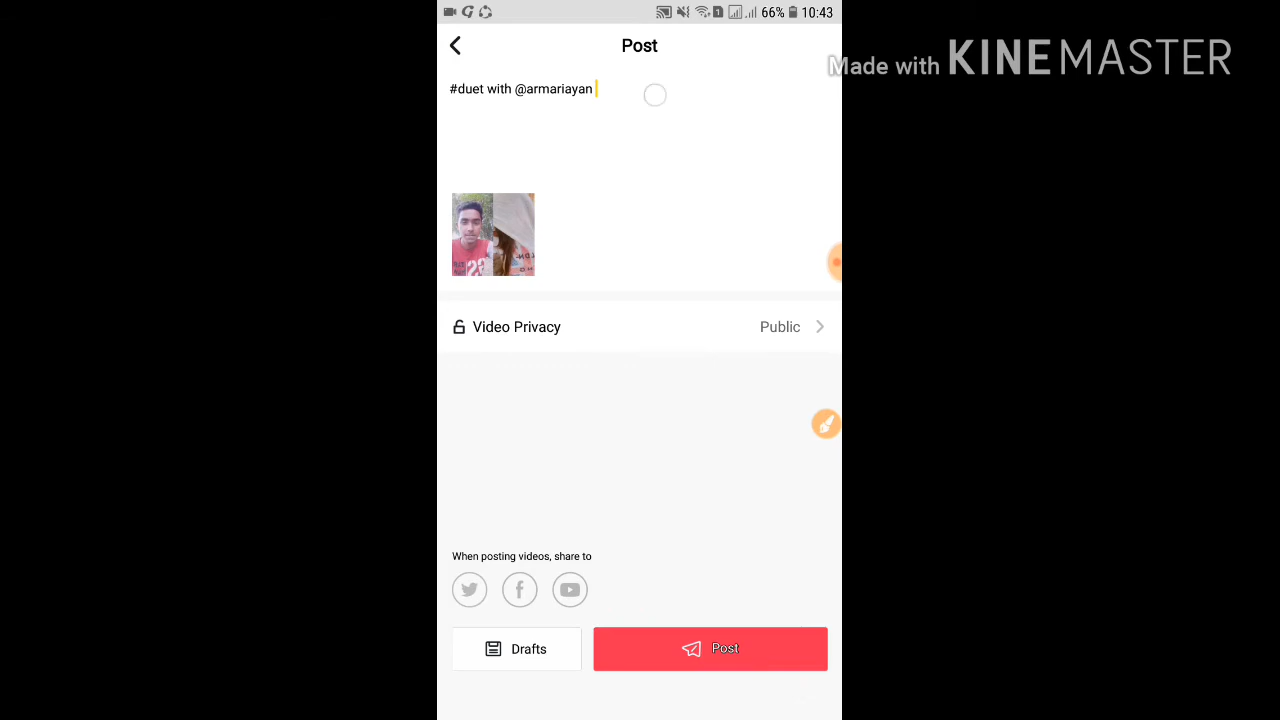 66% 10:43
Post
Made with KINEMASTER
#duet with @armariayan
Video Privacy Public
When posting videos, share to
Drafts Post